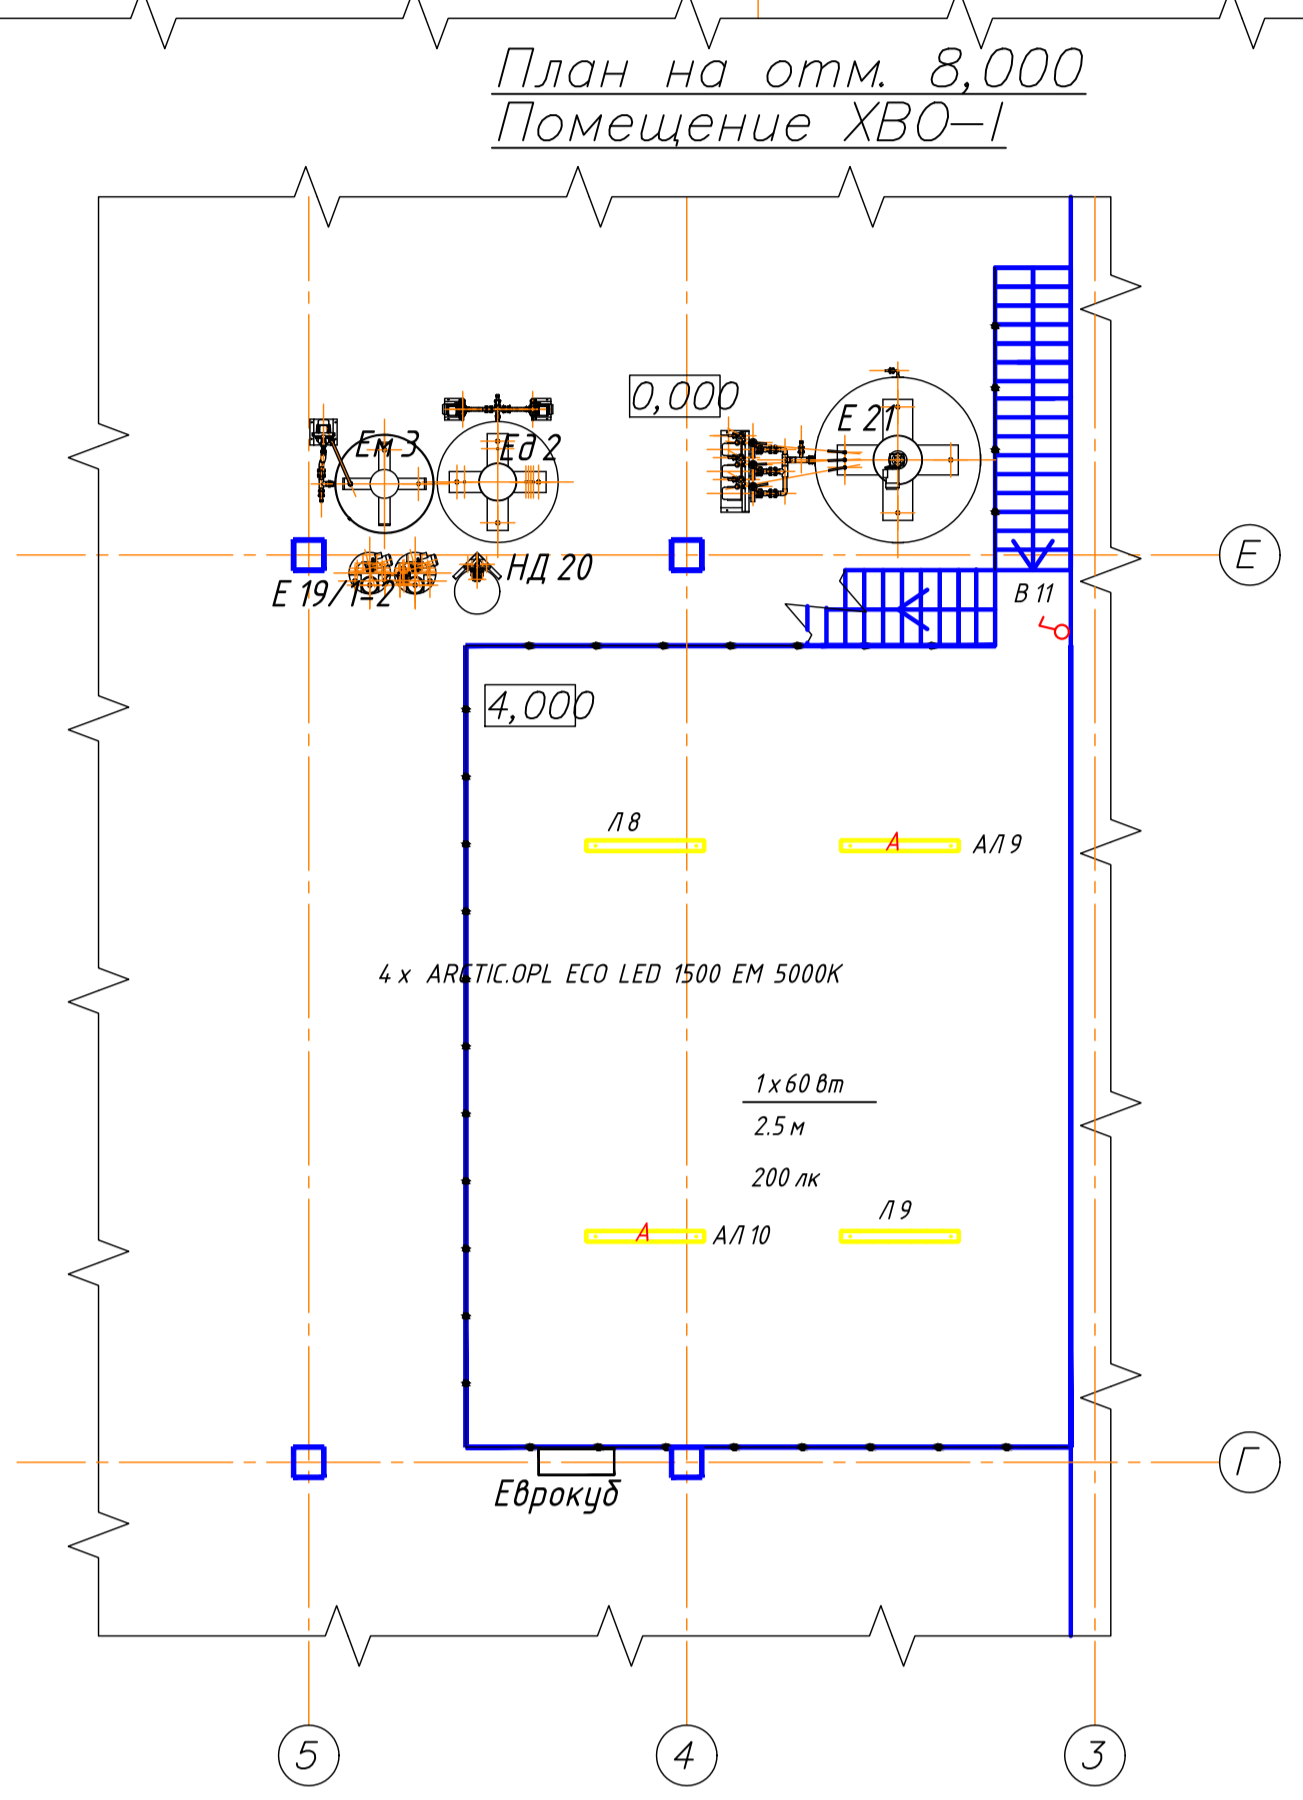 План на отм. 8,000
Помещение ХВО-I
0,000
Е 21
Ем 3
Ед 2
НД 20
Е 19/1-2
В 11
Е
4,000
Л 8
А
АЛ 9
4 х ARCTIC.OPL ECO LED 1500 EM 5000K
1 х 60 Вт
2.5 м
200 лк
Л 9
А
АЛ 10
Г
Еврокуб
5
4
3